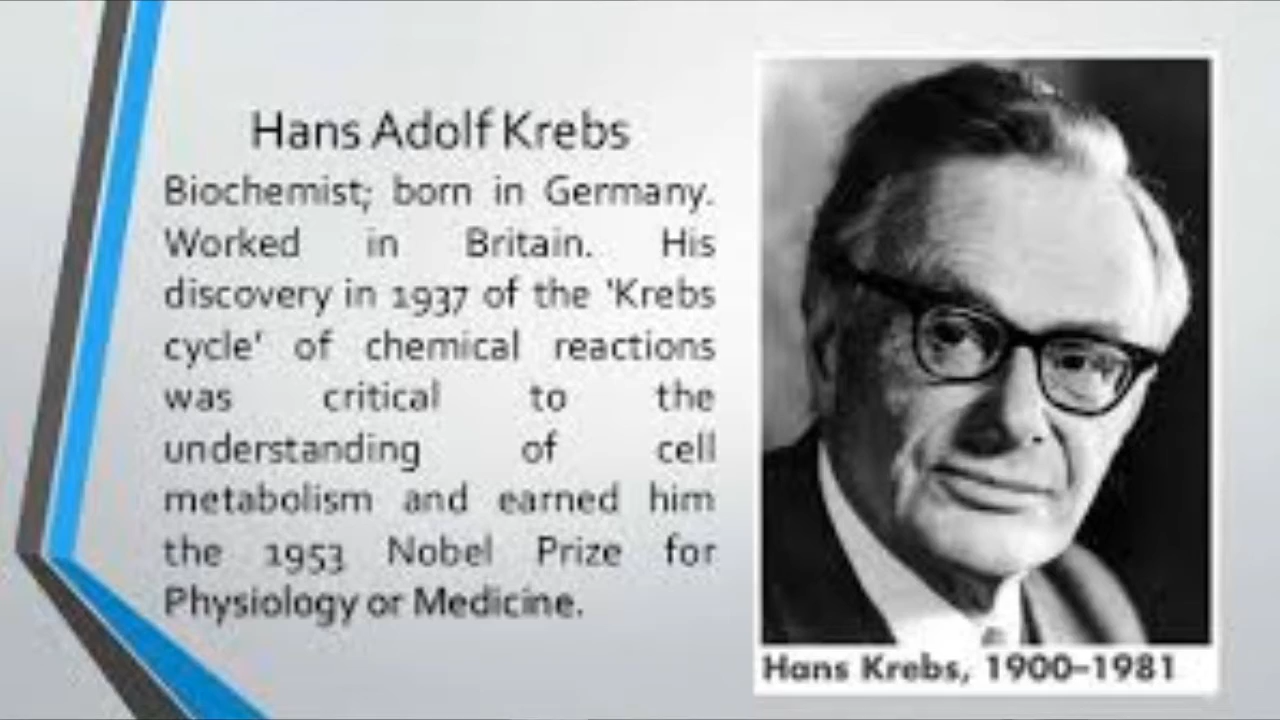 Hans Adolf Krebs
Biochemist; born in Germany.
Worked in Britain. His
discovery in 1937 of the 'Krebs
cycle' of chemical reactions
was critical to the
understanding of cell
metabolism and earned him
the 1953 Nobel Prize for
Physiology or Medicine.
Hans Krebs, 1900–1981